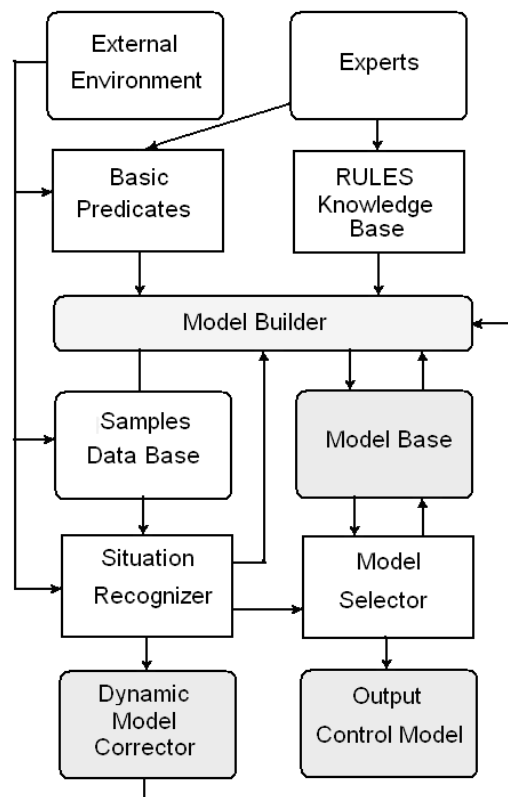 External
Environment
Experts
Basic
Predicates
RULES
Knowledge
Base
Model Builder
Samples
Data Base
Model Base
Situation
Recognizer
Model
Selector
Dynamic
Model
Corrector
Output
Control Model